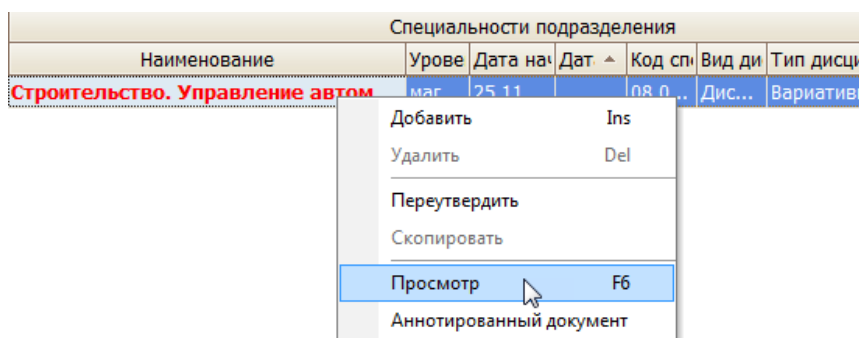 Специальности подразделения
Наименование Урове Дата на Дат Код сп Вид ди Тип дисци
Строительство. Управление автом маг 25.11 08.0... Дис... Вариативн
Добавить Ins
Удалить Del
Переутвердить
Скопировать
Просмотр F6
Аннотированный документ